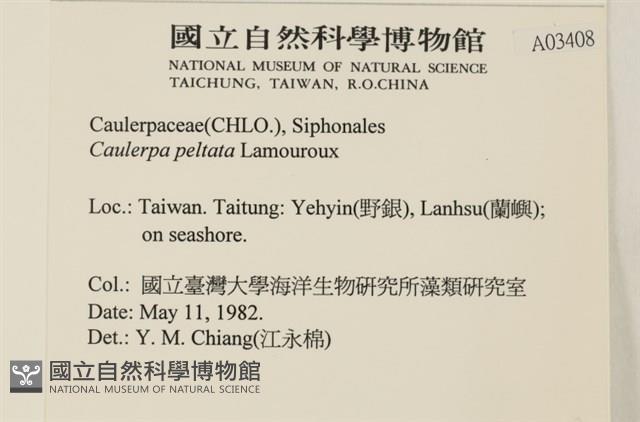 國立自然科學博物館
A03408
NATIONAL MUSEUM OF NATURAL SCIENCE
TAICHUNG, TAIWAN, R.O.CHINA
Caulerpaceae(CHLO.), Siphonales
Caulerpa peltata Lamouroux
Loc.: Taiwan. Taitung: Yehyin(野銀), Lanhsu(蘭嶼);
on seashore.
Col.: 國立臺灣大學海洋生物研究所藻類研究室
Date: May 11, 1982.
Det.: Y. M. Chiang(江永棉)
國立自然科學博物館
NATIONAL MUSEUM OF NATURAL SCIENCE